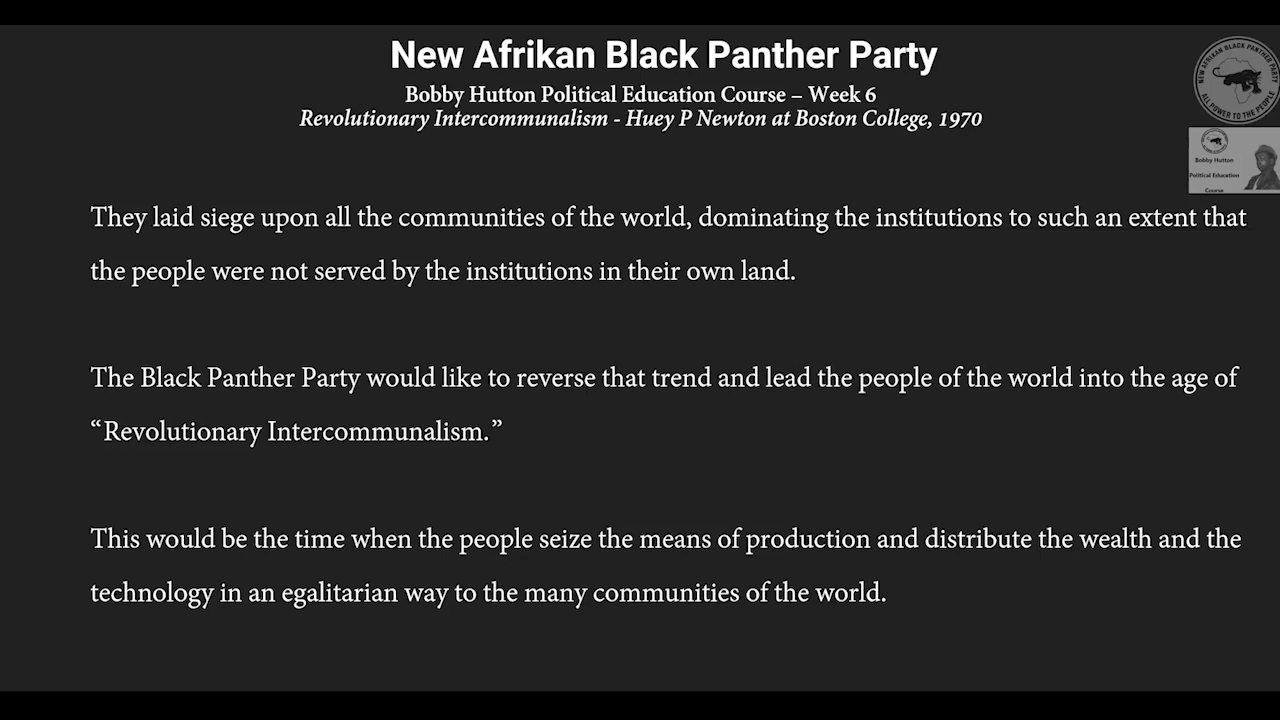 New Afrikan Black Panther Party
Bobby Hutton Political Education Course – Week 6
Revolutionary Intercommunalism - Huey P Newton at Boston College, 1970
NEW AFRIKAN BLACK PANTHER PARTY
ALL POWER TO THE PEOPLE
Bobby Hutton
Political Education
Course
They laid siege upon all the communities of the world, dominating the institutions to such an extent that
the people were not served by the institutions in their own land.
The Black Panther Party would like to reverse that trend and lead the people of the world into the age of
“Revolutionary Intercommunalism.”
This would be the time when the people seize the means of production and distribute the wealth and the
technology in an egalitarian way to the many communities of the world.